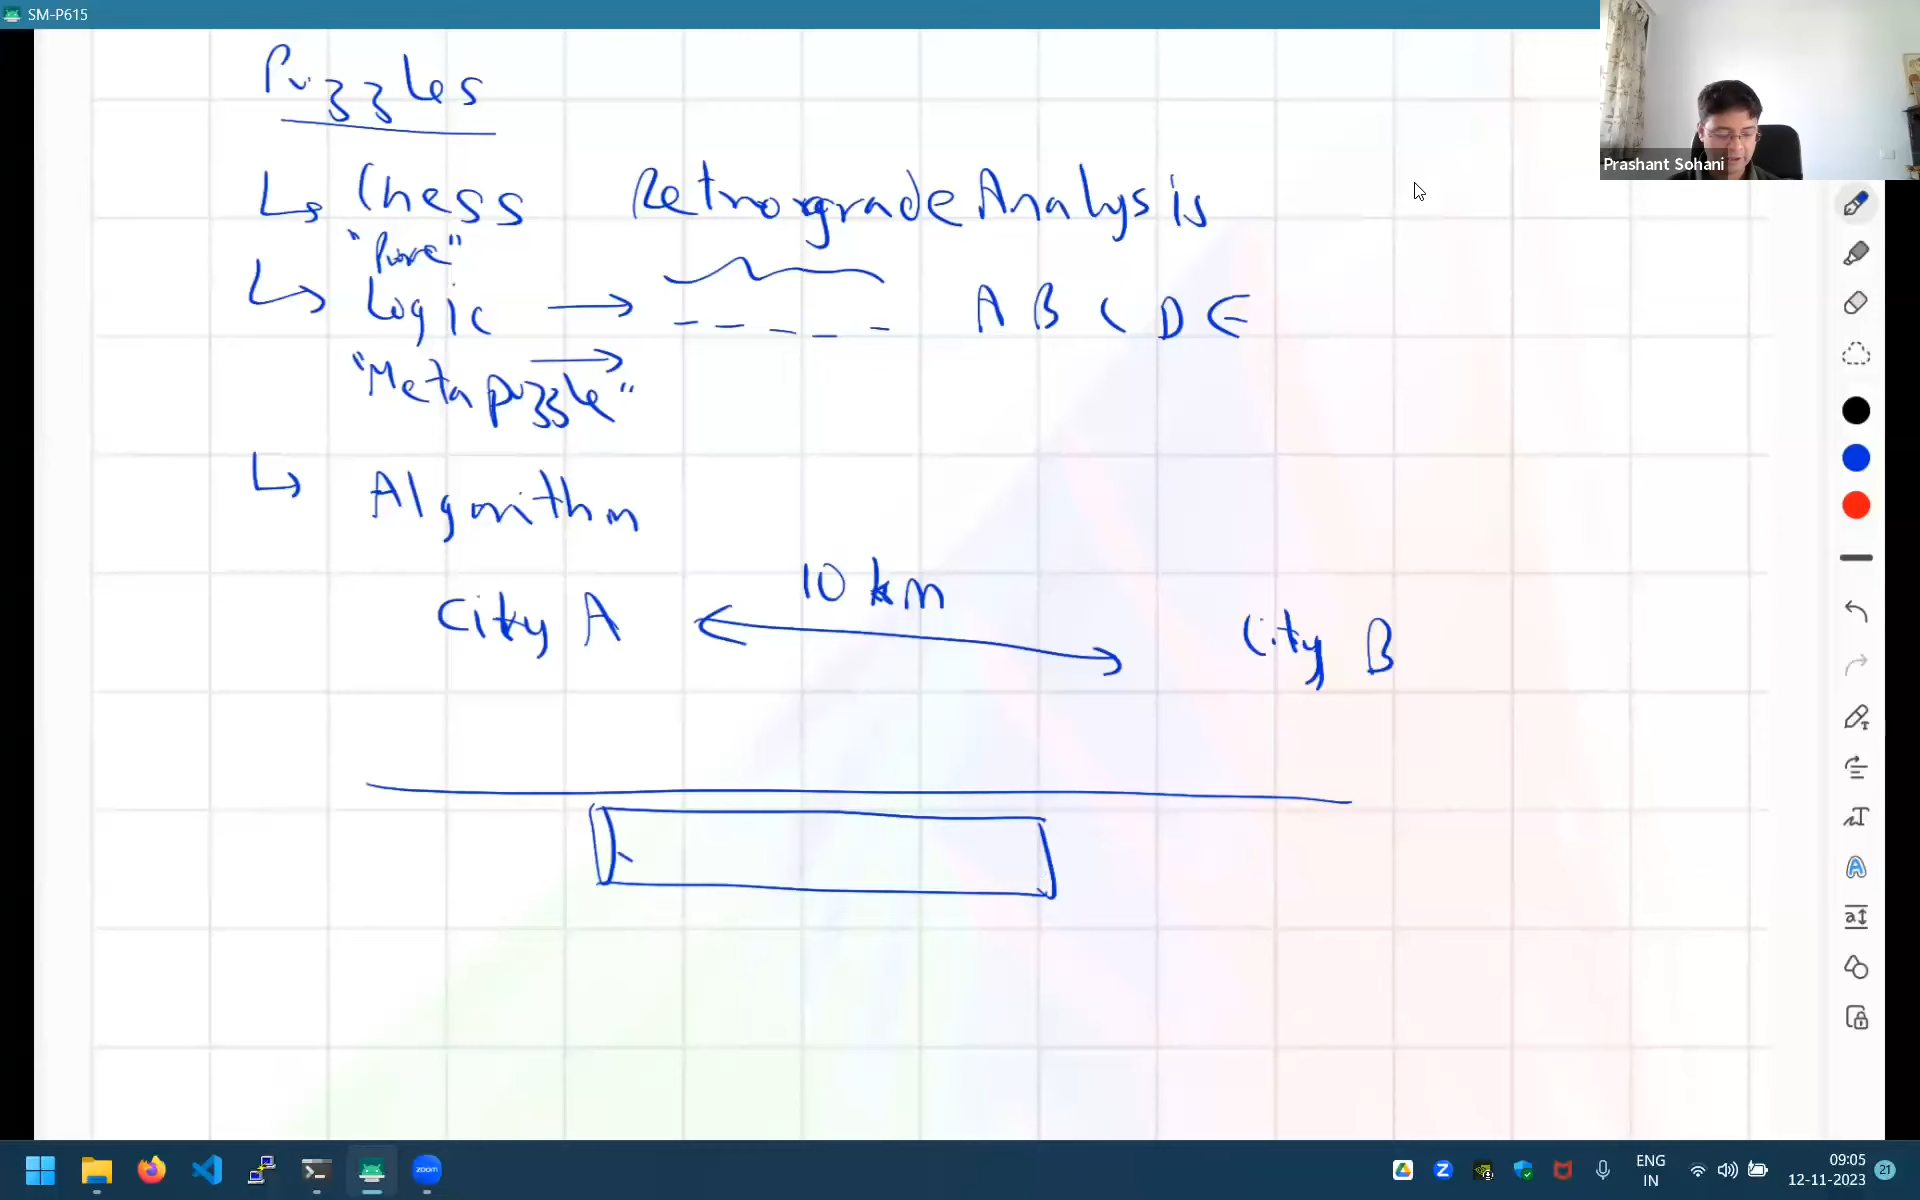 SM-P615
Prashant Sohani
Puzzles
Chess Retrograde Analysis
"Pure"
Logic A B C D E
"Meta puzzle"
Algorithm
10 km
City A City B
zoom
ENG
IN
09:05
12-11-2023
21